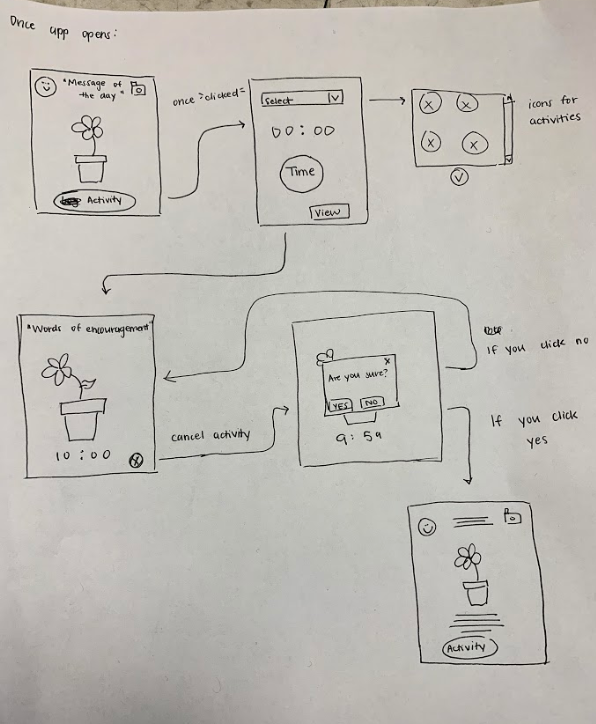 Once app opens:
"Message of
the day"
Activity
once "clicked"
Select
00:00
Time
View
icons for
activities
"Words of encouragement"
10:00
cancel activity
Are you sure?
x
YES NO
9:59
If you click no
If you click
yes
Activity